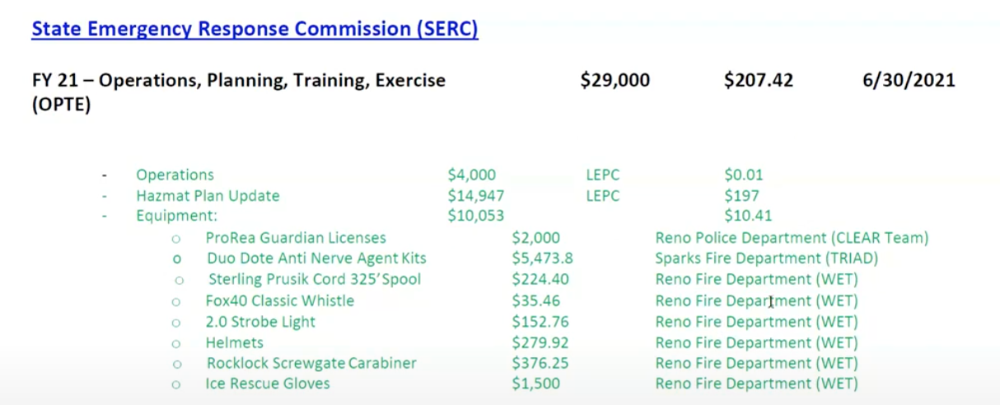 State Emergency Response Commission (SERC)
FY 21 – Operations, Planning, Training, Exercise $29,000 $207.42 6/30/2021
(OPTE)
- Operations $4,000 LEPC $0.01
- Hazmat Plan Update $14,947 LEPC $197
- Equipment: $10,053 $10.41
o ProRea Guardian Licenses $2,000 Reno Police Department (CLEAR Team)
o Duo Dote Anti Nerve Agent Kits $5,473.8 Sparks Fire Department (TRIAD)
o Sterling Prusik Cord 325’ Spool $224.40 Reno Fire Department (WET)
o Fox40 Classic Whistle $35.46 Reno Fire Department (WET)
o 2.0 Strobe Light $152.76 Reno Fire Department (WET)
o Helmets $279.92 Reno Fire Department (WET)
o Rocklock Screwgate Carabiner $376.25 Reno Fire Department (WET)
o Ice Rescue Gloves $1,500 Reno Fire Department (WET)